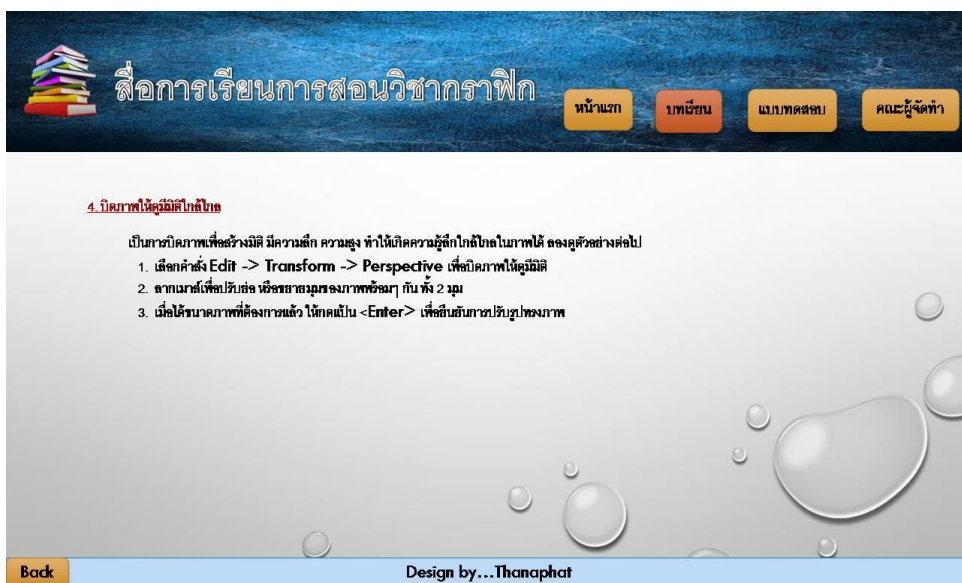 สื่อการเรียนการสอนวิชากราฟิก
หน้าแรก
บทเรียน
แบบทดสอบ
คณะผู้จัดทำ
4. บิดภาพให้ดูมีมิติใกล้ไกล
เป็นการบิดภาพเพื่อสร้างมิติ มีความลึก ความสูง ทำให้เกิดความรู้สึกใกล้ไกลในภาพได้ ลองดูตัวอย่างต่อไป
1. เลือกคำสั่ง Edit -> Transform -> Perspective เพื่อบิดภาพให้ดูมีมิติ
2. ลากเมาส์เพื่อปรับย่อ หรือขยายมุมของภาพพร้อมๆ กัน ทั้ง 2 มุม
3. เมื่อได้ขนาดภาพที่ต้องการแล้ว ให้กดแป้น <Enter> เพื่อยืนยันการปรับรูปทรงภาพ
Back
Design by...Thanaphat